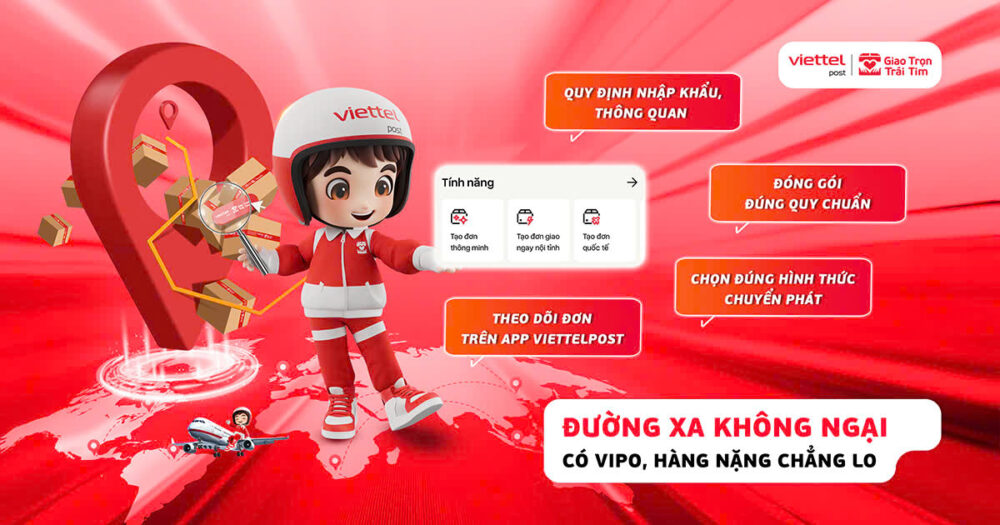 viettel
post
Giao Trọn
Trái Tim
viettel
post
QUY ĐỊNH NHẬP KHẨU,
THÔNG QUAN
Tính năng
Tạo đơn
thông minh
Tạo đơn giao
ngay nội tỉnh
Tạo đơn
quốc tế
ĐÓNG GÓI
ĐÚNG QUY CHUẨN
CHỌN ĐÚNG HÌNH THỨC
CHUYỂN PHÁT
THEO DÕI ĐƠN
TRÊN APP VIETTELPOST
ĐƯỜNG XA KHÔNG NGẠI
CÓ VIPO, HÀNG NẶNG CHẲNG LO